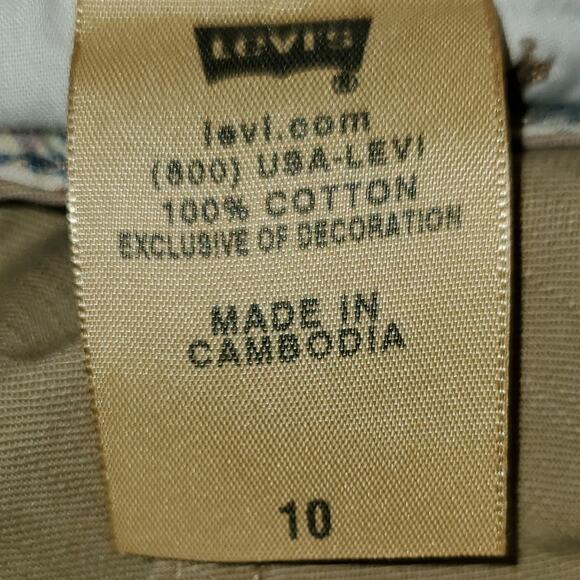 LEVI'S
®
levi.com
(800) USA-LEVI
100% COTTON
EXCLUSIVE OF DECORATION
MADE IN
CAMBODIA
10